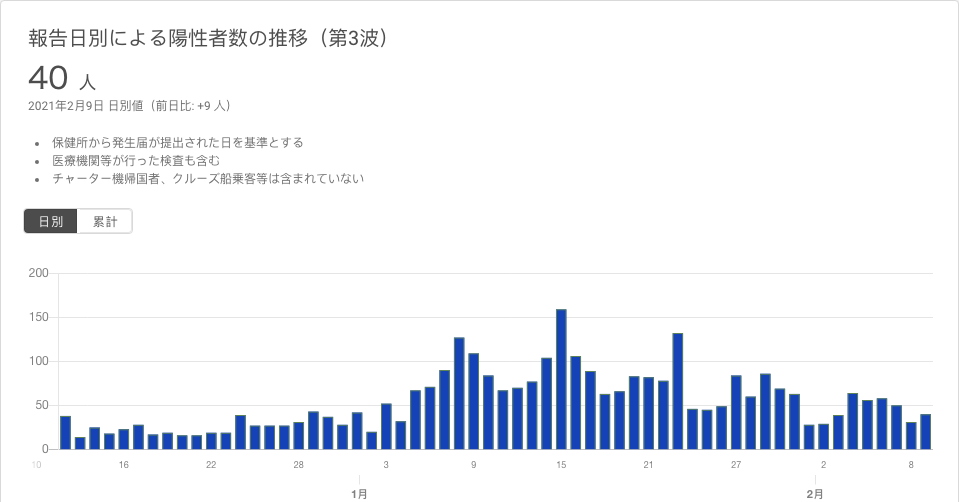 報告日別による陽性者数の推移（第3波）
40 人
2021年2月9日 日別値（前日比: +9 人）
• 保健所から発生届が提出された日を基準とする
• 医療機関等が行った検査も含む
• チャーター機帰国者、クルーズ船乗客等は含まれていない
日別 累計
200
150
100
50
0
10 16 22 28 3 9 15 21 27 2 8
1月 2月